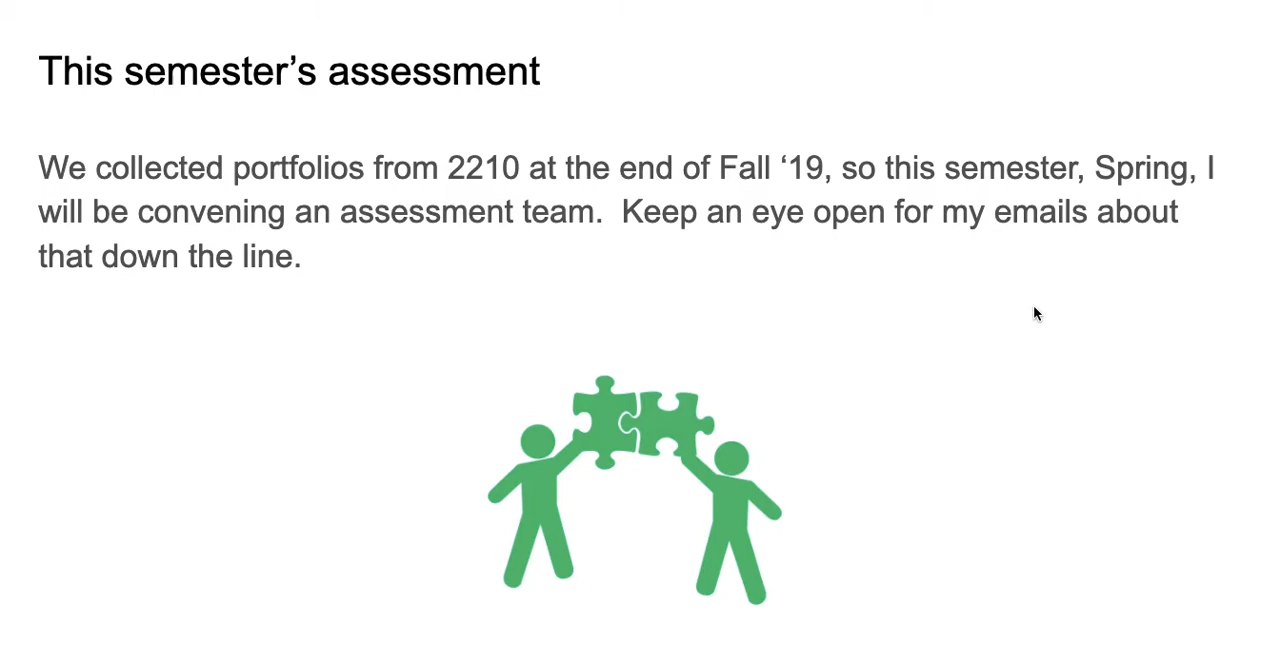 This semester’s assessment
We collected portfolios from 2210 at the end of Fall ‘19, so this semester, Spring, I
will be convening an assessment team.  Keep an eye open for my emails about
that down the line.